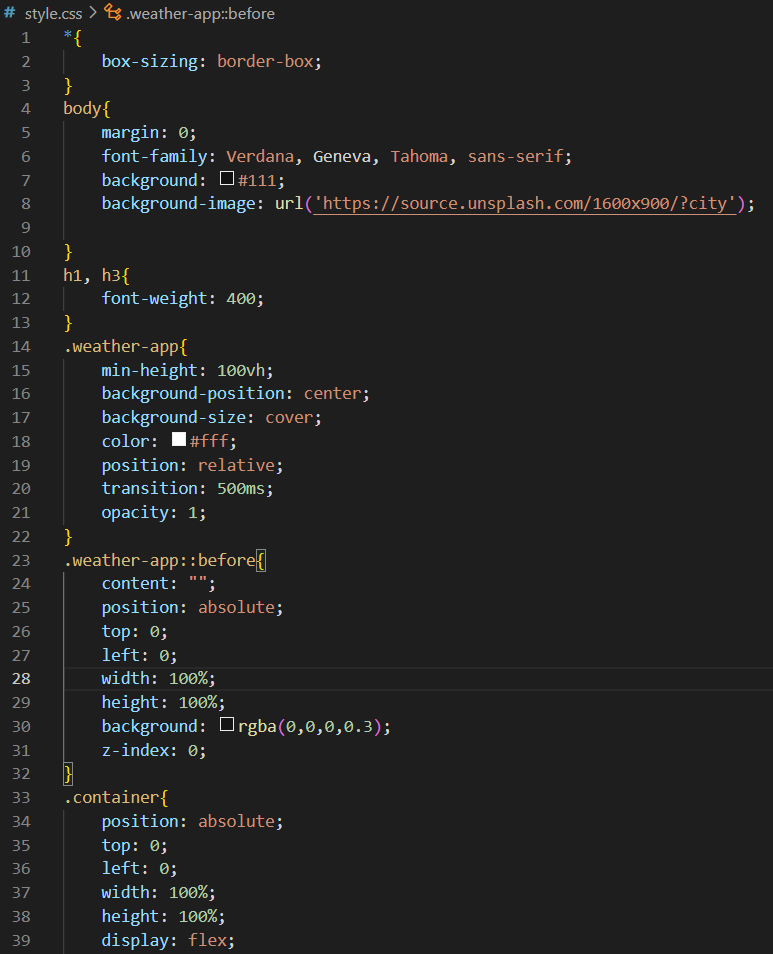 # style.css > .weather-app::before
1 *{
2 box-sizing: border-box;
3 }
4 body{
5 margin: 0;
6 font-family: Verdana, Geneva, Tahoma, sans-serif;
7 background: #111;
8 background-image: url('https://source.unsplash.com/1600x900/?city');
9
10 }
11 h1, h3{
12 font-weight: 400;
13 }
14 .weather-app{
15 min-height: 100vh;
16 background-position: center;
17 background-size: cover;
18 color: #fff;
19 position: relative;
20 transition: 500ms;
21 opacity: 1;
22 }
23 .weather-app::before{
24 content: "";
25 position: absolute;
26 top: 0;
27 left: 0;
28 width: 100%;
29 height: 100%;
30 background: rgba(0,0,0,0.3);
31 z-index: 0;
32 }
33 .container{
34 position: absolute;
35 top: 0;
36 left: 0;
37 width: 100%;
38 height: 100%;
39 display: flex;